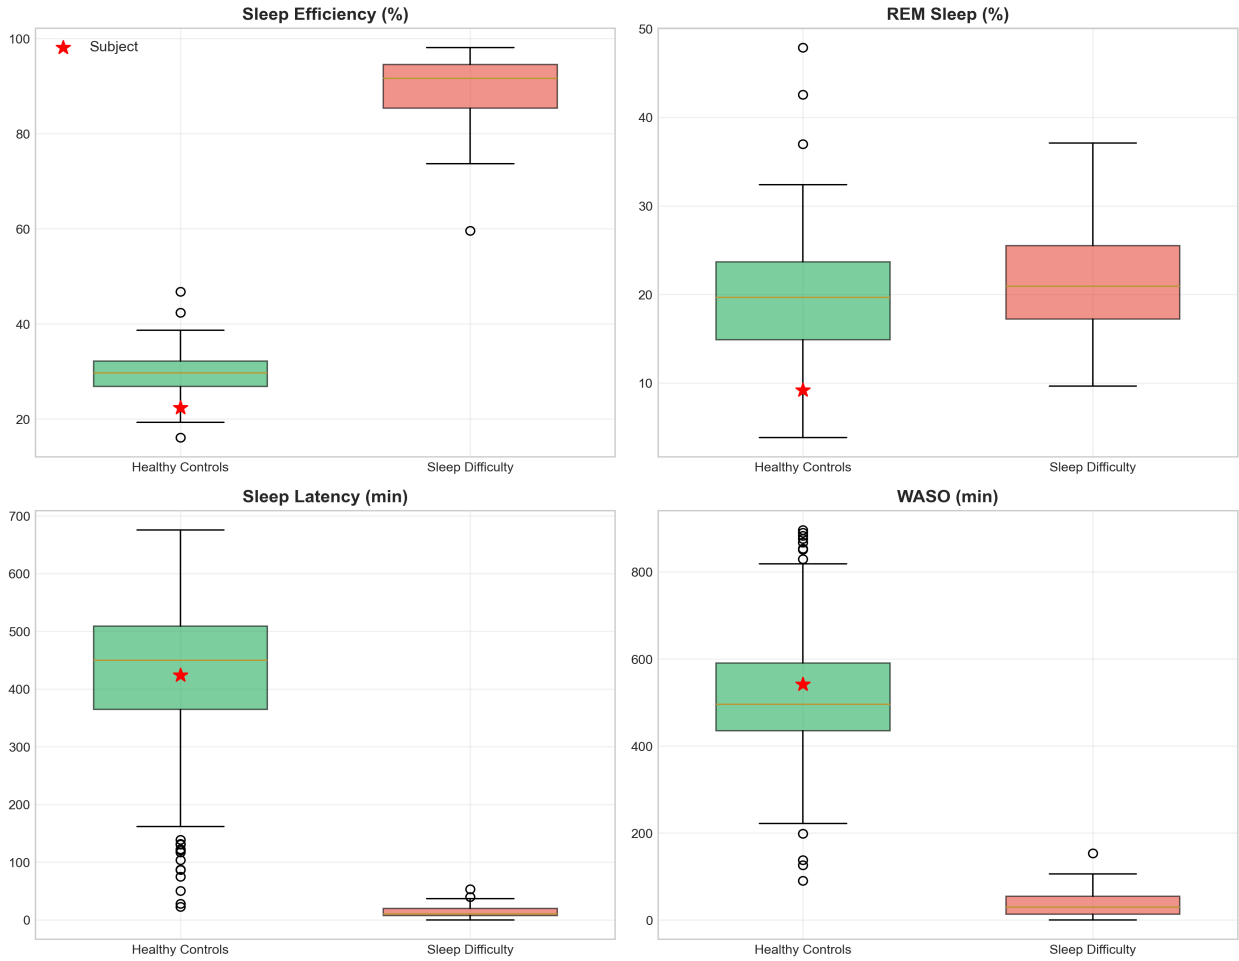 Sleep Efficiency (%)
100
80
60
40
20
Subject
Healthy Controls
Sleep Difficulty
REM Sleep (%)
50
40
30
20
10
Healthy Controls
Sleep Difficulty
Sleep Latency (min)
700
600
500
400
300
200
100
0
Healthy Controls
Sleep Difficulty
WASO (min)
800
600
400
200
0
Healthy Controls
Sleep Difficulty